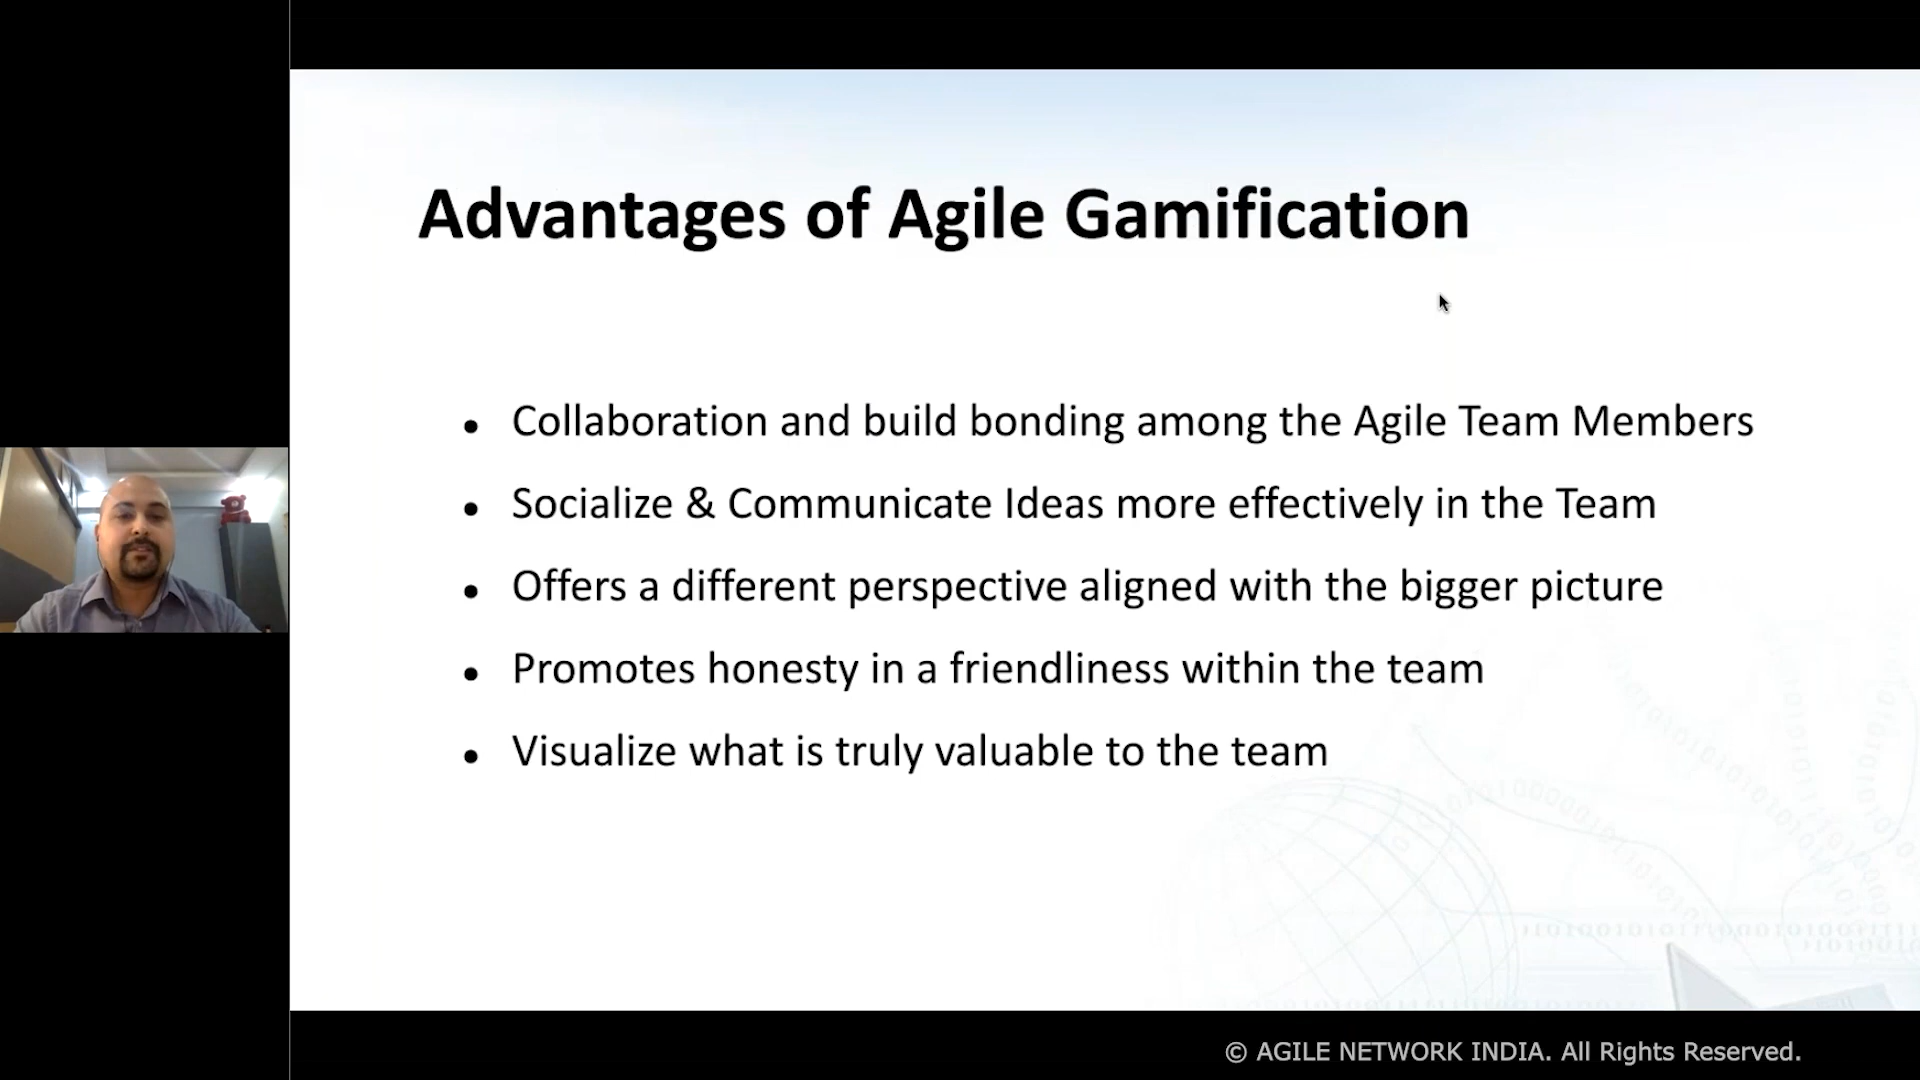 Advantages of Agile Gamification
• Collaboration and build bonding among the Agile Team Members
• Socialize & Communicate Ideas more effectively in the Team
• Offers a different perspective aligned with the bigger picture
• Promotes honesty in a friendliness within the team
• Visualize what is truly valuable to the team
© AGILE NETWORK INDIA. All Rights Reserved.